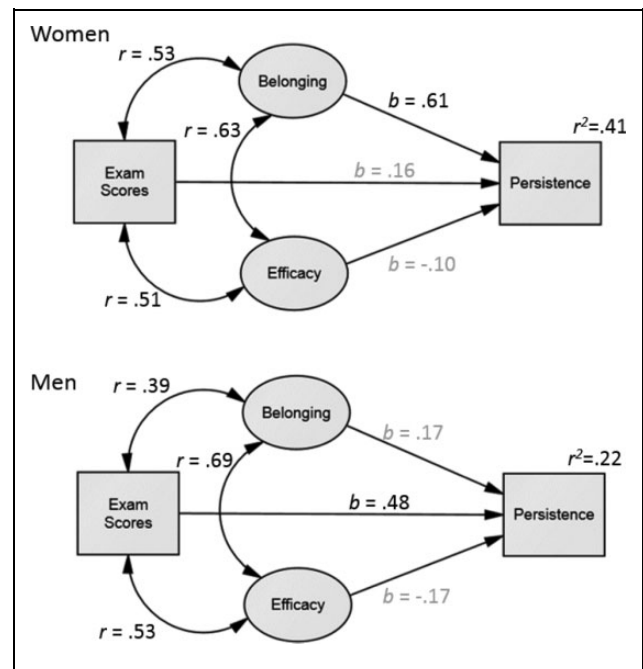 Women
r = .53
Belonging
b = .61
r²=.41
r = .63
Exam
Scores
b = .16
Persistence
Efficacy
b = -.10
r = .51
Men
r = .39
Belonging
b = .17
r²=.22
r = .69
Exam
Scores
b = .48
Persistence
Efficacy
b = -.17
r = .53